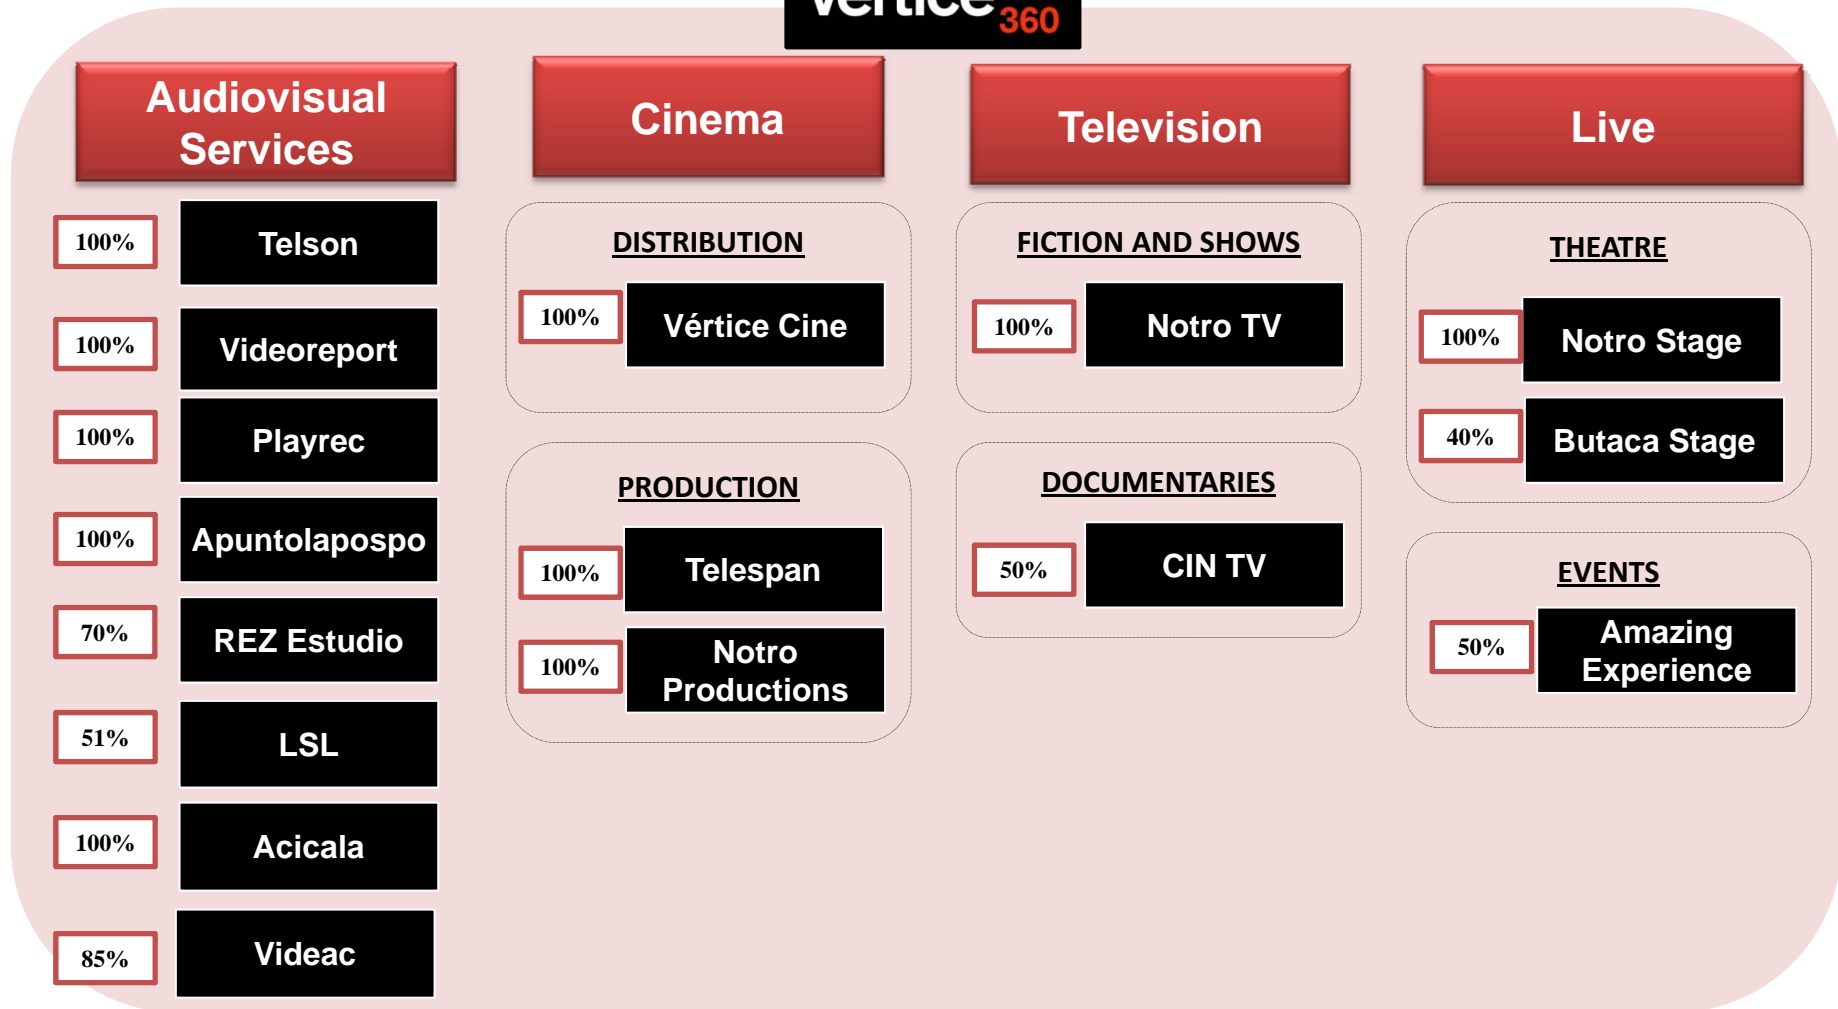 vértice
360
Audiovisual
Services
100%
Telson
100%
Videoreport
100%
Playrec
100%
Apuntolapospo
70%
REZ Estudio
51%
LSL
100%
Acicala
85%
Videac
Cinema
DISTRIBUTION
100%
Vértice Cine
PRODUCTION
100%
Telespan
100%
Notro
Productions
Television
FICTION AND SHOWS
100%
Notro TV
DOCUMENTARIES
50%
CIN TV
Live
THEATRE
100%
Notro Stage
40%
Butaca Stage
EVENTS
50%
Amazing
Experience